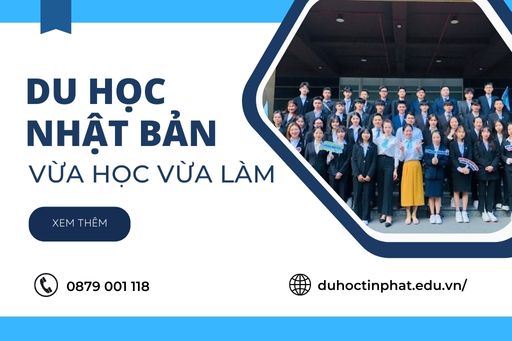 DU HỌC
NHẬT BẢN
VỪA HỌC VỪA LÀM
XEM THÊM
0879 001 118
duhoctinphat.edu.vn/